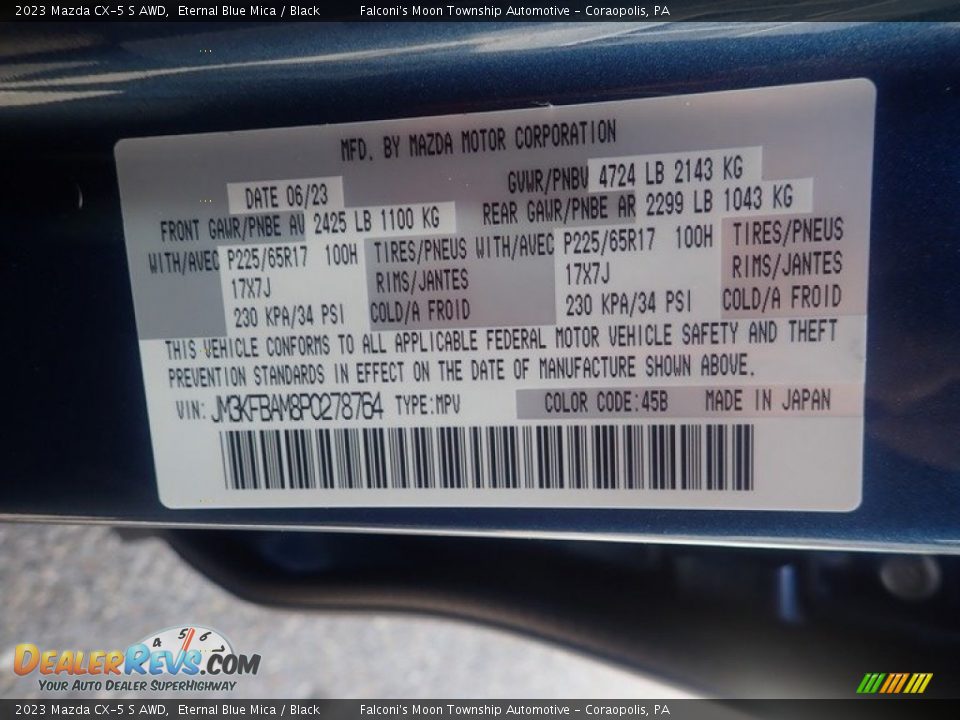 2023 Mazda CX-5 S AWD, Eternal Blue Mica / Black Falconi's Moon Township Automotive - Coraopolis, PA
MFD. BY MAZDA MOTOR CORPORATION
DATE 06/23 GVWR/PNBV 4724 LB 2143 KG
FRONT GAWR/PNBE AV 2425 LB 1100 KG REAR GAWR/PNBE AR 2299 LB 1043 KG
WITH/AVEC P225/65R17 100H TIRES/PNEUS WITH/AVEC P225/65R17 100H TIRES/PNEUS
17X7J RIMS/JANTES 17X7J RIMS/JANTES
230 KPA/34 PSI COLD/A FROID 230 KPA/34 PSI COLD/A FROID
THIS VEHICLE CONFORMS TO ALL APPLICABLE FEDERAL MOTOR VEHICLE SAFETY AND THEFT
PREVENTION STANDARDS IN EFFECT ON THE DATE OF MANUFACTURE SHOWN ABOVE.
VIN: JM3KFBAM8P0278764 TYPE:MPV COLOR CODE:45B MADE IN JAPAN
4 5 6
DEALERREVS.COM
YOUR AUTO DEALER SUPERHIGHWAY
2023 Mazda CX-5 S AWD, Eternal Blue Mica / Black Falconi's Moon Township Automotive - Coraopolis, PA